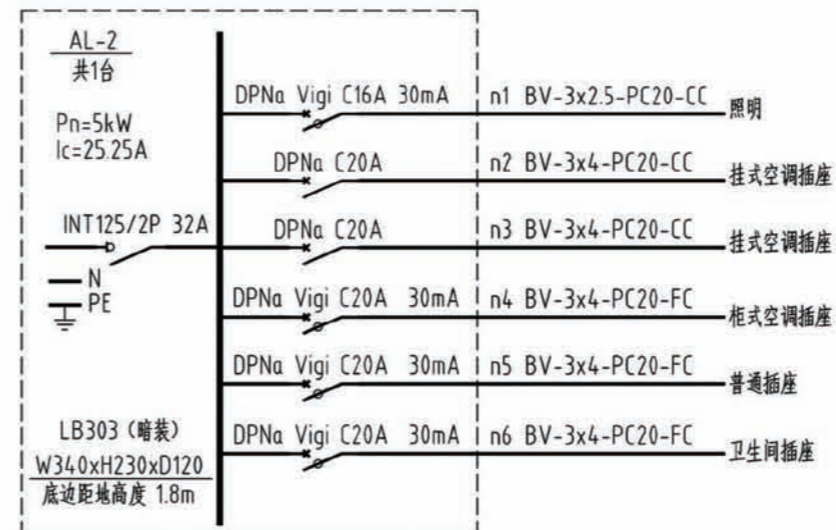 AL-2
共1台
Pn=5kW
Ic=25.25A
INT125/2P 32A
N
PE
LB303（暗装）
W340xH230xD120
底边距地高度 1.8m
DPNa Vigi C16A 30mA n1 BV-3x2.5-PC20-CC 照明
DPNa C20A n2 BV-3x4-PC20-CC 挂式空调插座
DPNa C20A n3 BV-3x4-PC20-CC 挂式空调插座
DPNa Vigi C20A 30mA n4 BV-3x4-PC20-FC 柜式空调插座
DPNa Vigi C20A 30mA n5 BV-3x4-PC20-FC 普通插座
DPNa Vigi C20A 30mA n6 BV-3x4-PC20-FC 卫生间插座